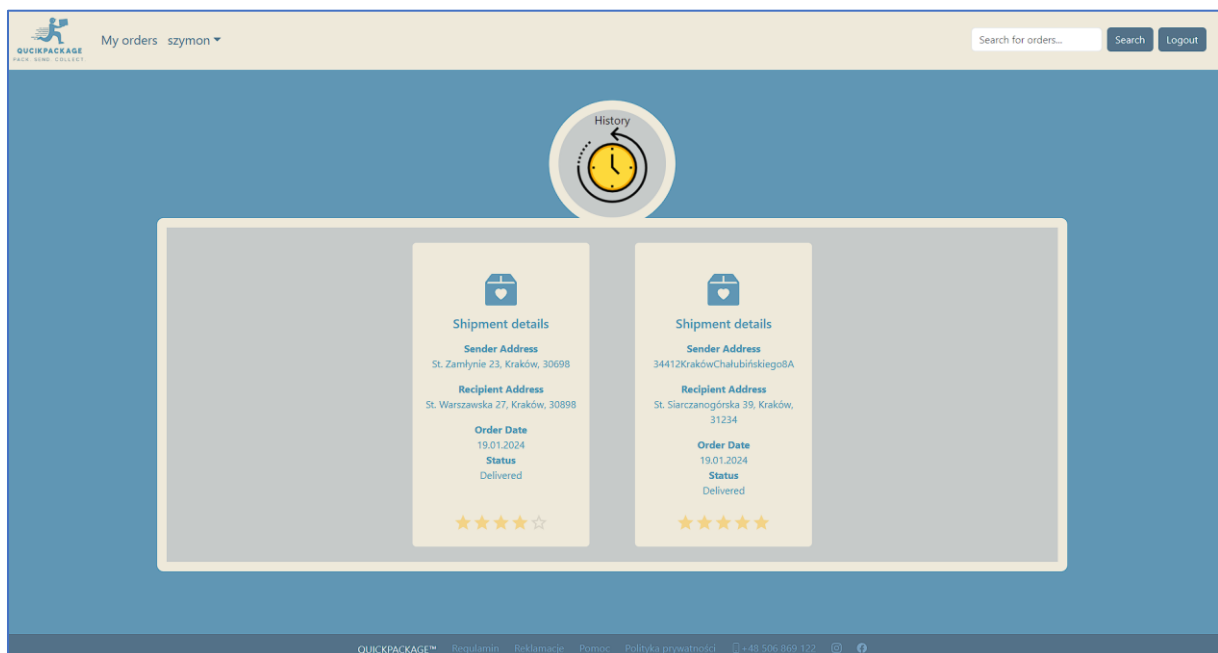 QUCIKPACKAGE
PACK. SEND. COLLECT.
My orders szymon
Search for orders...
Search
Logout
History
Shipment details
Sender Address
St. Zamłynie 23, Kraków, 30698
Recipient Address
St. Warszawska 27, Kraków, 30898
Order Date
19.01.2024
Status
Delivered
Shipment details
Sender Address
34412KrakówChałubińskiego8A
Recipient Address
St. Siarczanogórska 39, Kraków,
31234
Order Date
19.01.2024
Status
Delivered
QUICKPACKAGE™ Regulamin Reklamacje Pomoc Polityka prywatności +48 506 869 122